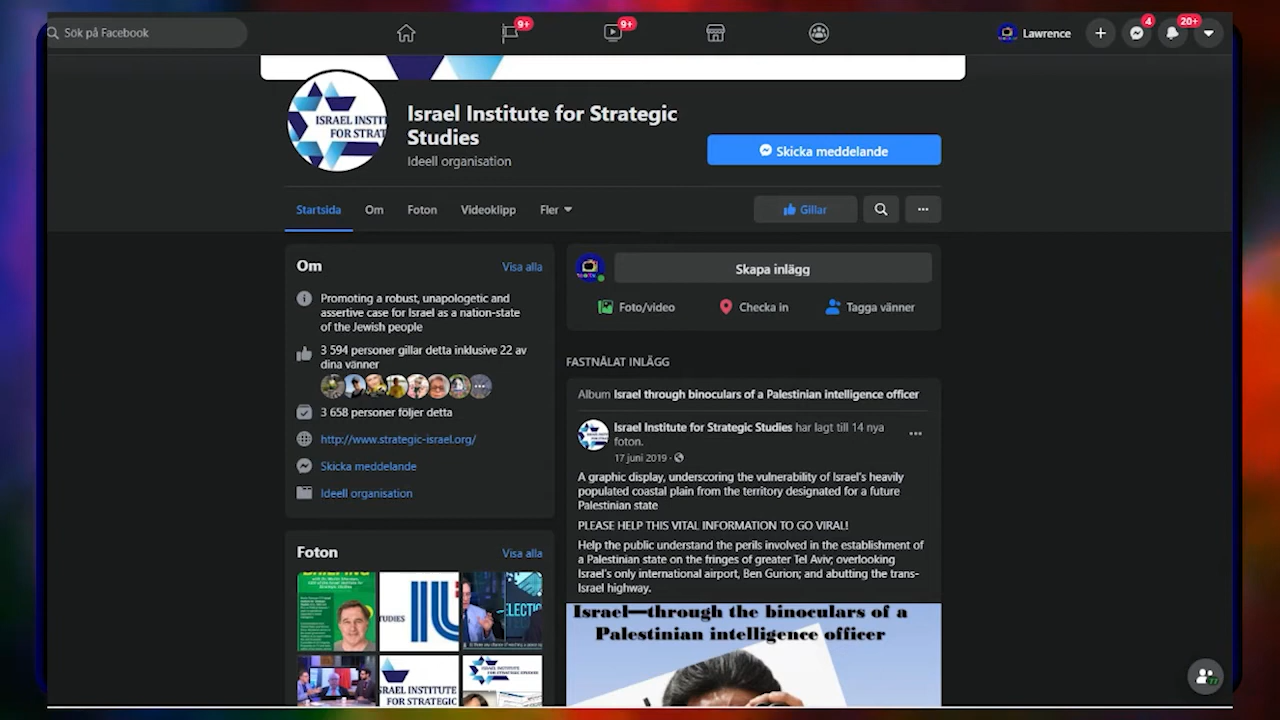 Sök på Facebook
9+
9+
Lawrence
4
20+
ISRAEL INSTIT
FOR STRAT
Israel Institute for Strategic
Studies
Ideell organisation
Skicka meddelande
Startsida
Om
Foton
Videoklipp
Fler
Gillar
Om
Visa alla
Promoting a robust, unapologetic and
assertive case for Israel as a nation-state
of the Jewish people
3 594 personer gillar detta inklusive 22 av
dina vänner
3 658 personer följer detta
http://www.strategic-israel.org/
Skicka meddelande
Ideell organisation
Foton
Visa alla
BRIEFING
TUDIES
ELECTIO
SRAEL INSTITUTE
FOR STRATEGIC
Skapa inlägg
Foto/video
Checka in
Tagga vänner
FASTNÅLAT INLÄGG
Album Israel through binoculars of a Palestinian intelligence officer
Israel Institute for Strategic Studies har lagt till 14 nya
foton.
17 juni 2019 ·
A graphic display, underscoring the vulnerability of Israel's heavily
populated coastal plain from the territory designated for a future
Palestinian state
PLEASE HELP THIS VITAL INFORMATION TO GO VIRAL!
Help the public understand the perils involved in the establishment of
a Palestinian state on the fringes of greater Tel Aviv; overlooking
Israel's only international airport, Ben Gurion; and abutting the trans-
Israel highway.
Israel—through the binoculars of a
Palestinian intelligence officer